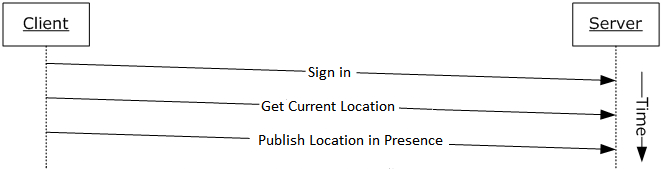 Client
Server
Sign in
Get Current Location
Publish Location in Presence
Time